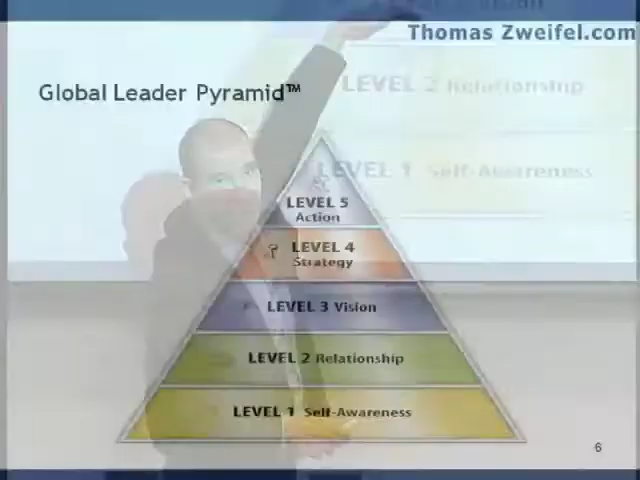 Thomas Zweifel.com
Global Leader Pyramid™
LEVEL 2 Relationship
LEVEL 1 Self-Awareness
LEVEL 5
Action
LEVEL 4
Strategy
LEVEL 3 Vision
LEVEL 2 Relationship
LEVEL 1 Self-Awareness
6